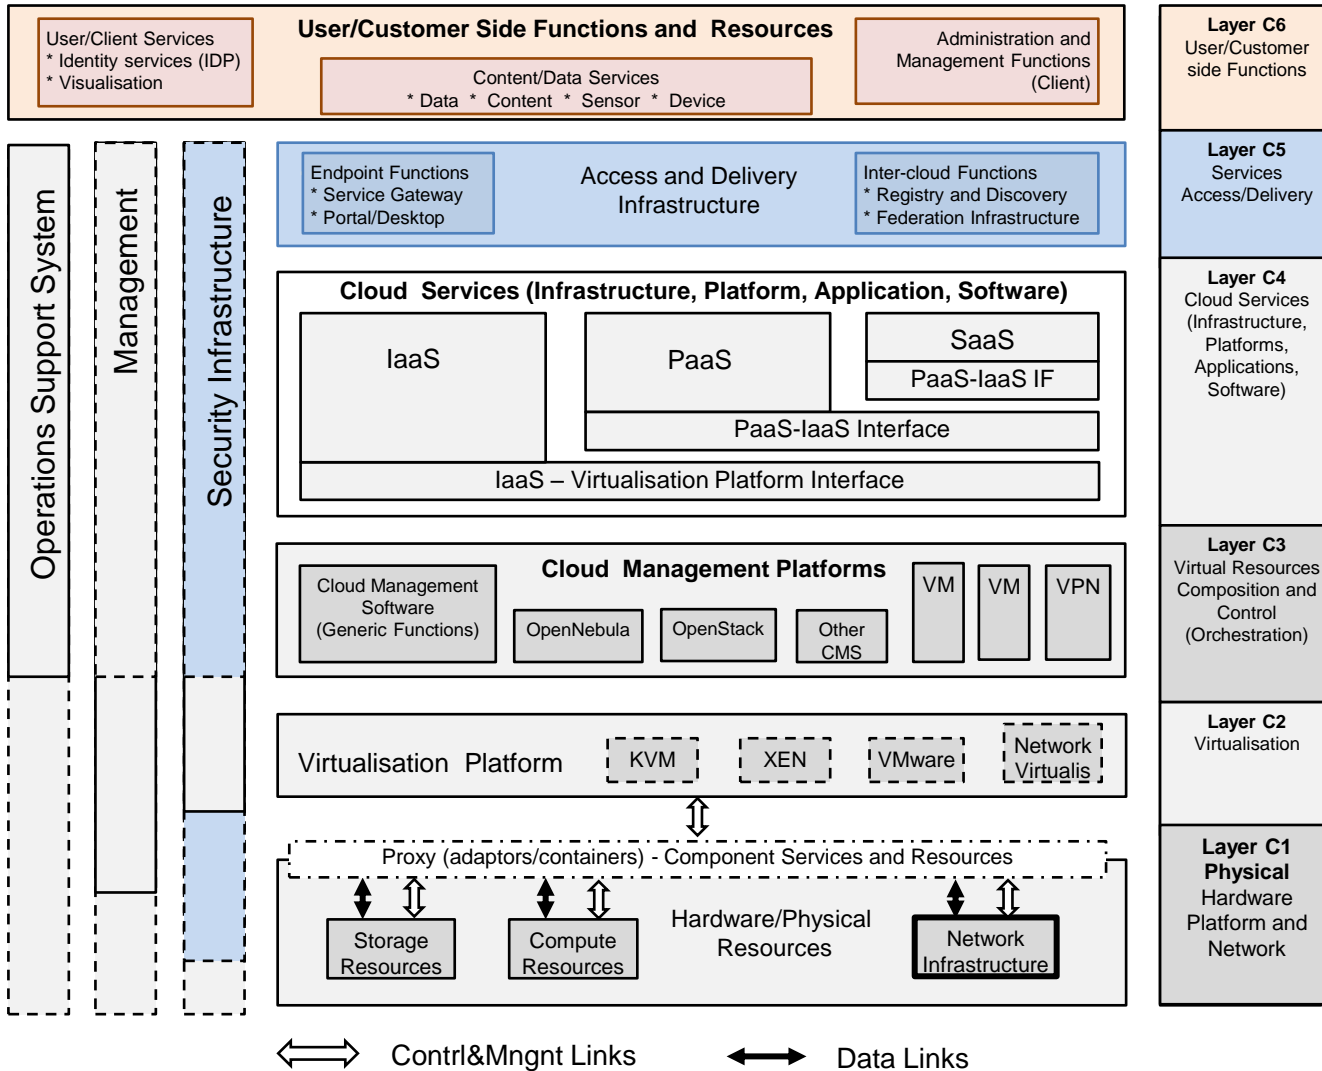 User/Customer Side Functions and Resources
User/Client Services
* Identity services (IDP)
* Visualisation
Content/Data Services
* Data * Content * Sensor * Device
Administration and
Management Functions
(Client)
Layer C6
User/Customer
side Functions
Operations Support System
Management
Security Infrastructure
Endpoint Functions
* Service Gateway
* Portal/Desktop
Access and Delivery
Infrastructure
Inter-cloud Functions
* Registry and Discovery
* Federation Infrastructure
Layer C5
Services
Access/Delivery
Cloud Services (Infrastructure, Platform, Application, Software)
IaaS
PaaS
SaaS
PaaS-IaaS IF
PaaS-IaaS Interface
IaaS – Virtualisation Platform Interface
Layer C4
Cloud Services
(Infrastructure,
Platforms,
Applications,
Software)
Cloud Management Platforms
Cloud Management
Software
(Generic Functions)
OpenNebula
OpenStack
Other
CMS
VM
VM
VPN
Layer C3
Virtual Resources
Composition and
Control
(Orchestration)
Virtualisation Platform
KVM
XEN
VMware
Network
Virtualis
Layer C2
Virtualisation
Proxy (adaptors/containers) - Component Services and Resources
Hardware/Physical
Resources
Storage
Resources
Compute
Resources
Network
Infrastructure
Layer C1
Physical
Hardware
Platform and
Network
Contrl&Mngnt Links
Data Links